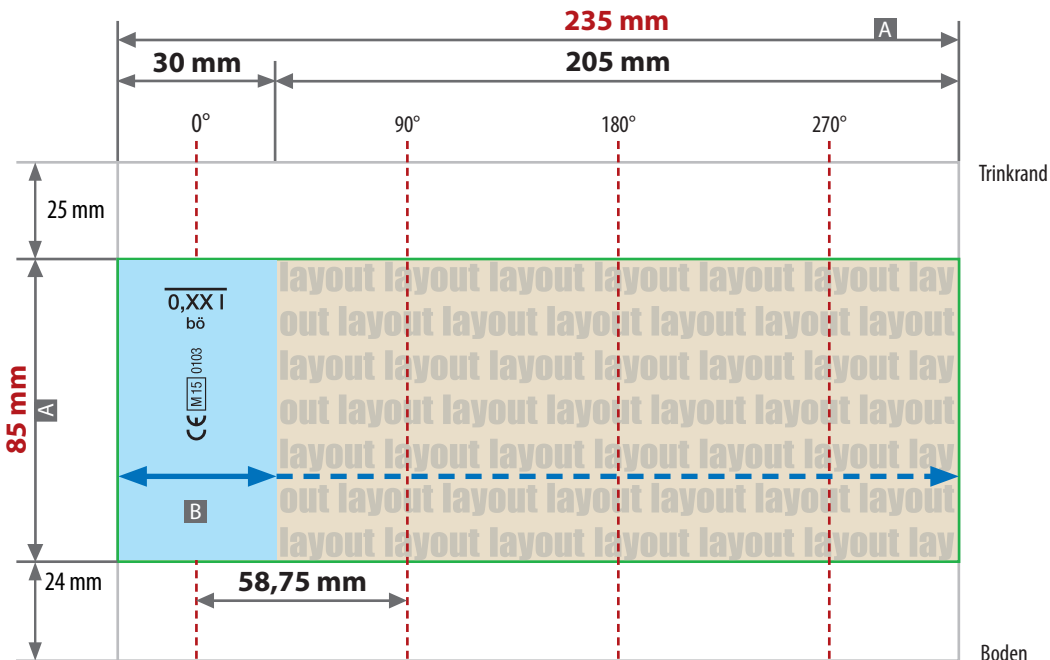 235 mm
A
30 mm
205 mm
0°
90°
180°
270°
Trinkrand
25 mm
layout layout layout layout layout layout lay
0,XX l
out layout layout layout layout layout layout
bö
layout layout layout layout layout layout lay
CE M 15 0103
85 mm
A
out layout layout layout layout layout layout
layout layout layout layout layout layout lay
B
out layout layout layout layout layout layout
layout layout layout layout layout layout lay
24 mm
58,75 mm
Boden